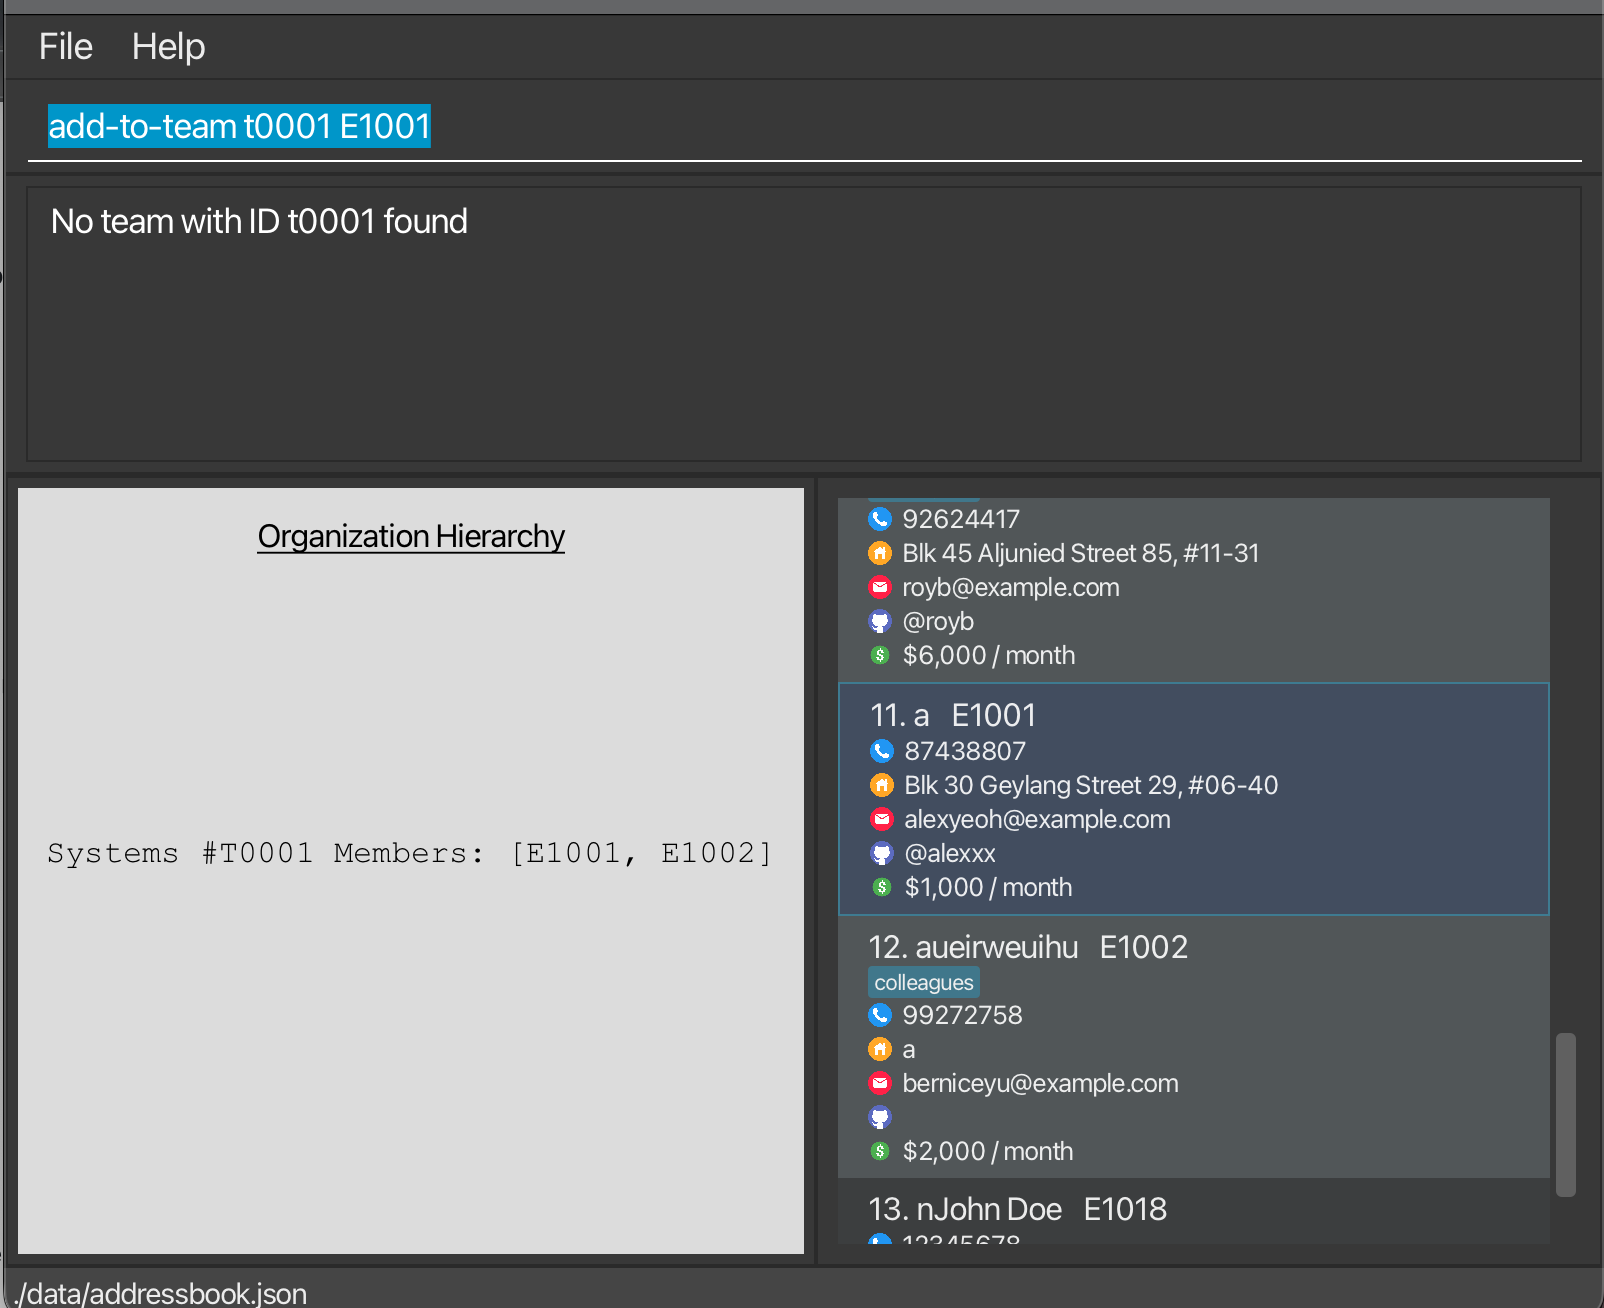 File Help
add-to-team t0001 E1001
No team with ID t0001 found
Organization Hierarchy
Systems #T0001 Members: [E1001, E1002]
92624417
Blk 45 Aljunied Street 85, #11-31
royb@example.com
@royb
$6,000 / month
11. a E1001
87438807
Blk 30 Geylang Street 29, #06-40
alexyeoh@example.com
@alexxx
$1,000 / month
12. aueirweuihu E1002
colleagues
99272758
a
berniceyu@example.com
$2,000 / month
13. nJohn Doe E1018
12345678
./data/addressbook.json